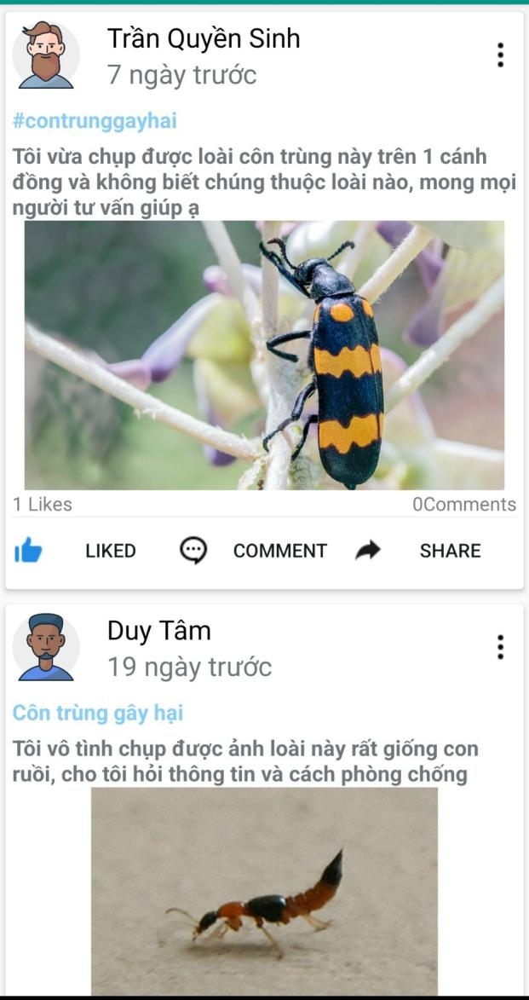 Trần Quyền Sinh
7 ngày trước
#contrunggayhai
Tôi vừa chụp được loài côn trùng này trên 1 cánh
đồng và không biết chúng thuộc loài nào, mong mọi
người tư vấn giúp ạ
1 Likes
0Comments
LIKED
COMMENT
SHARE
Duy Tâm
19 ngày trước
Côn trùng gây hại
Tôi vô tình chụp được ảnh loài này rất giống con
ruồi, cho tôi hỏi thông tin và cách phòng chống